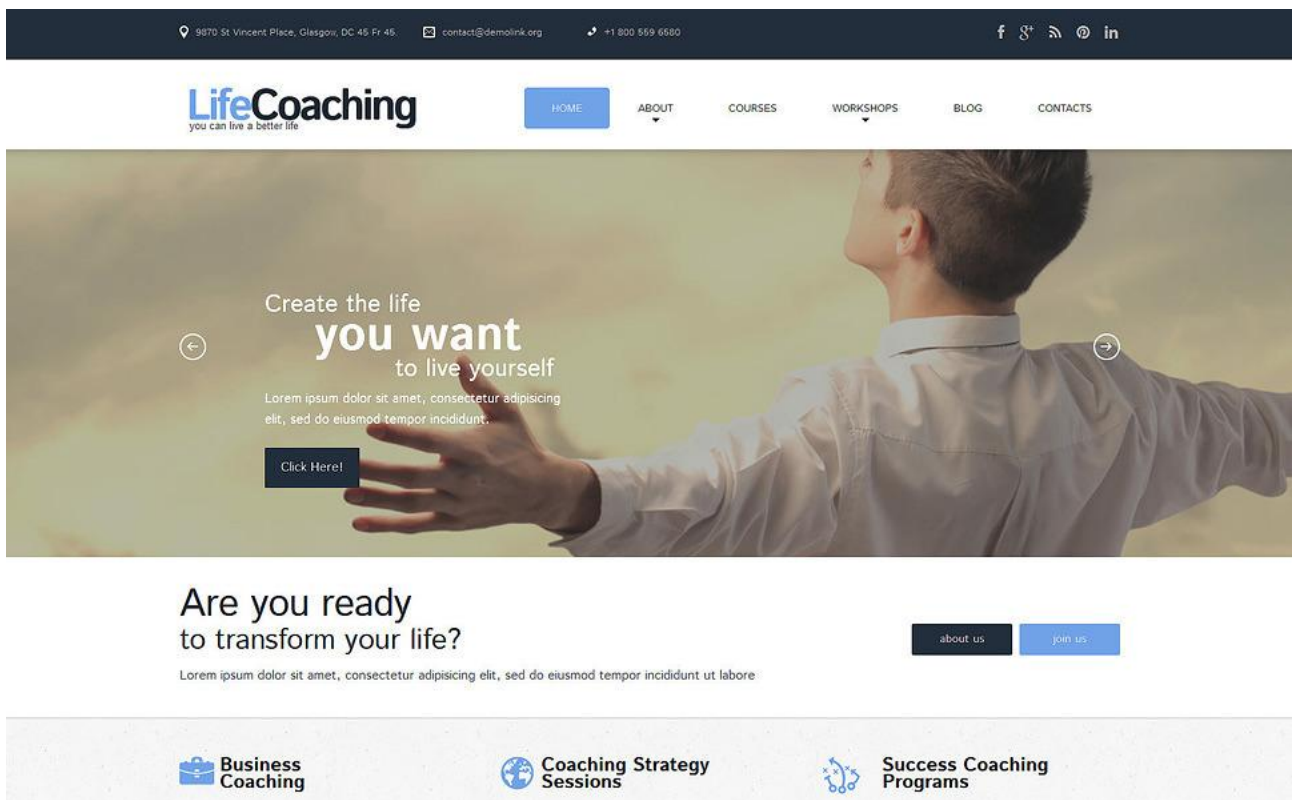 9870 St Vincent Place, Glasgow, DC 45 Fr 45.
contact@demolink.org
+1 800 559 6580
LifeCoaching
you can live a better life
HOME
ABOUT
COURSES
WORKSHOPS
BLOG
CONTACTS
Create the life
you want
to live yourself
Lorem ipsum dolor sit amet, consectetur adipisicing
elit, sed do eiusmod tempor incididunt.
Click Here!
Are you ready
to transform your life?
about us
join us
Lorem ipsum dolor sit amet, consectetur adipisicing elit, sed do eiusmod tempor incididunt ut labore
Business
Coaching
Coaching Strategy
Sessions
Success Coaching
Programs